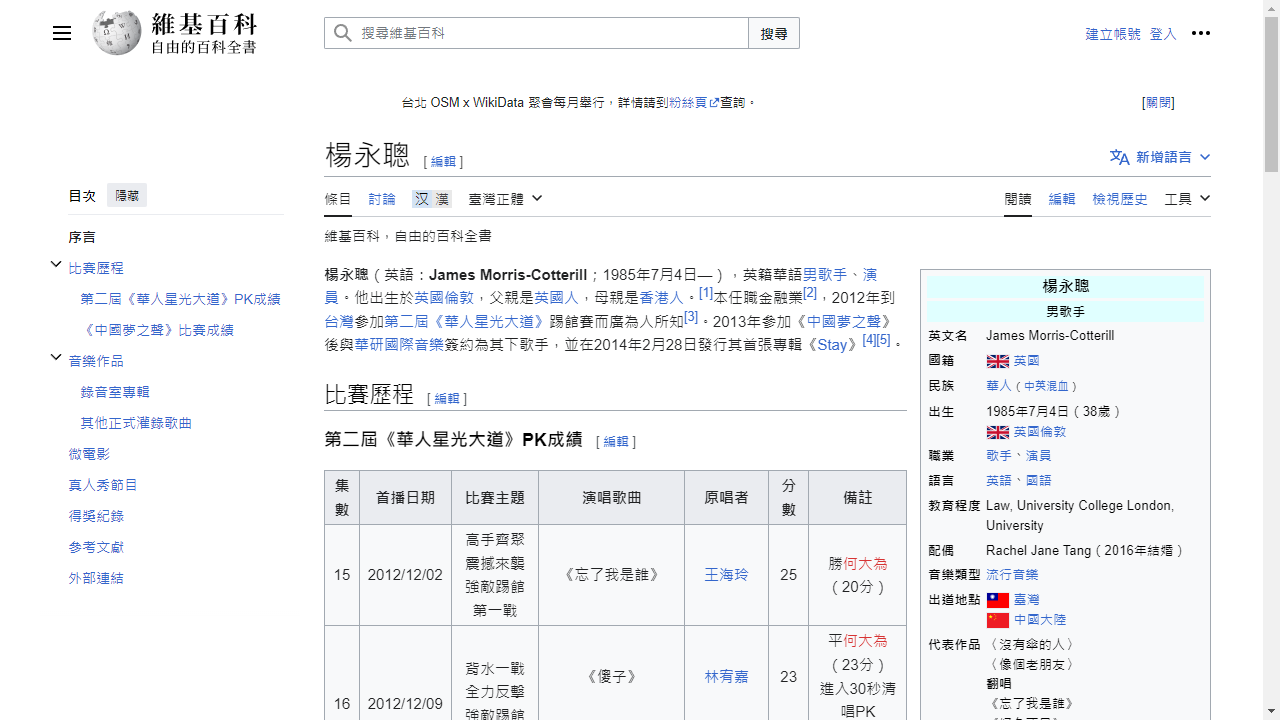 維基百科
自由的百科全書
搜尋維基百科
搜尋
建立帳號 登入
台北 OSM x WikiData 聚會每月舉行，詳情請到粉絲頁查詢。
[關閉]
楊永聰 [編輯]
文A 新增語言
目次 隱藏
條目 討論 汉 漢 臺灣正體
閱讀 編輯 檢視歷史 工具
維基百科，自由的百科全書
序言
比賽歷程
第二屆《華人星光大道》PK成績
《中國夢之聲》比賽成績
音樂作品
錄音室專輯
其他正式灌錄歌曲
微電影
真人秀節目
得獎紀錄
參考文獻
外部連結
楊永聰（英語：James Morris-Cotterill；1985年7月4日—），英籍華語男歌手、演
員。他出生於英國倫敦，父親是英國人，母親是香港人。[1]本任職金融業[2]，2012年到
台灣參加第二屆《華人星光大道》踢館賽而廣為人所知[3]。2013年參加《中國夢之聲》
後與華研國際音樂簽約為其下歌手，並在2014年2月28日發行其首張專輯《Stay》[4][5]。
比賽歷程 [編輯]
第二屆《華人星光大道》PK成績 [編輯]
集數 首播日期 比賽主題 演唱歌曲 原唱者 分數 備註
15 2012/12/02 高手齊聚 震撼來襲 強敵踢館 第一戰 《忘了我是誰》 王海玲 25 勝何大為（20分）
16 2012/12/09 背水一戰 全力反擊 強敵踢館 《傻子》 林宥嘉 23 平何大為（23分）進入30秒清唱PK
楊永聰
男歌手
英文名 James Morris-Cotterill
國籍 英國
民族 華人（中英混血）
出生 1985年7月4日（38歲）
英國倫敦
職業 歌手、演員
語言 英語、國語
教育程度 Law, University College London,
University
配偶 Rachel Jane Tang（2016年結婚）
音樂類型 流行音樂
出道地點 臺灣
中國大陸
代表作品 〈沒有傘的人〉
〈像個老朋友〉
翻唱
《忘了我是誰》